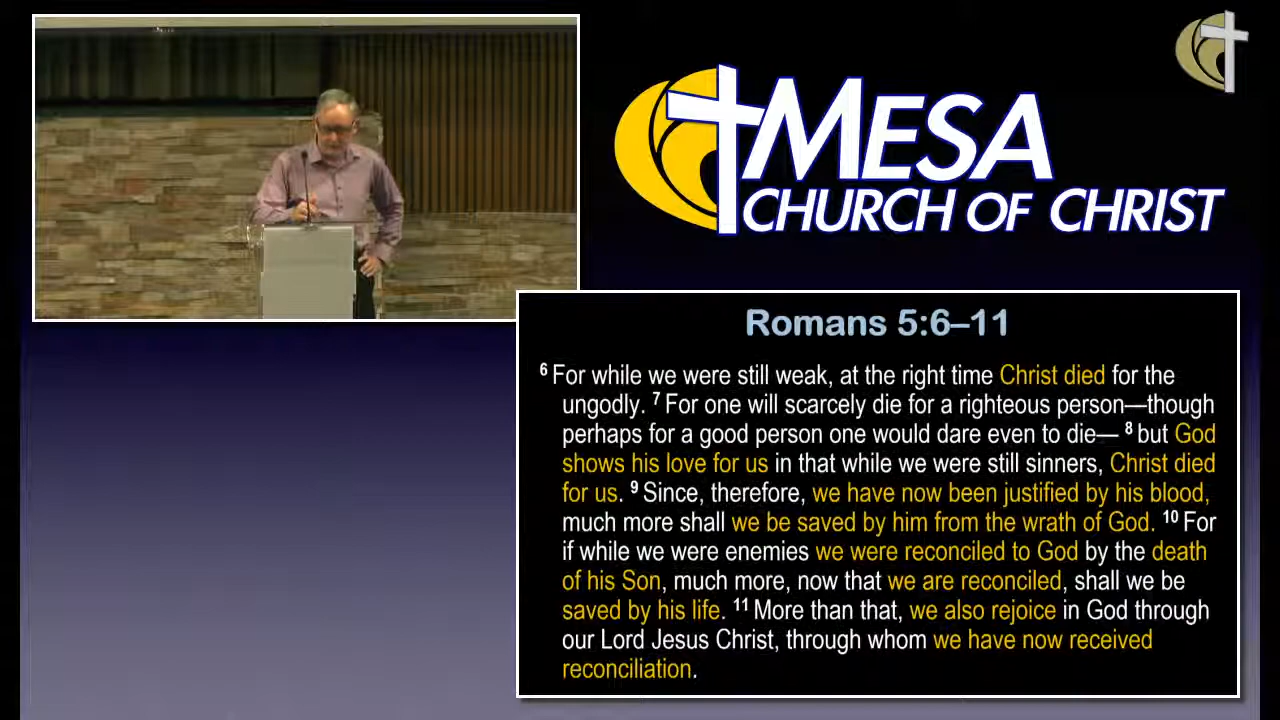 MESA
CHURCH OF CHRIST
Romans 5:6–11
6 For while we were still weak, at the right time Christ died for the
ungodly. 7 For one will scarcely die for a righteous person—though
perhaps for a good person one would dare even to die— 8 but God
shows his love for us in that while we were still sinners, Christ died
for us. 9 Since, therefore, we have now been justified by his blood,
much more shall we be saved by him from the wrath of God. 10 For
if while we were enemies we were reconciled to God by the death
of his Son, much more, now that we are reconciled, shall we be
saved by his life. 11 More than that, we also rejoice in God through
our Lord Jesus Christ, through whom we have now received
reconciliation.